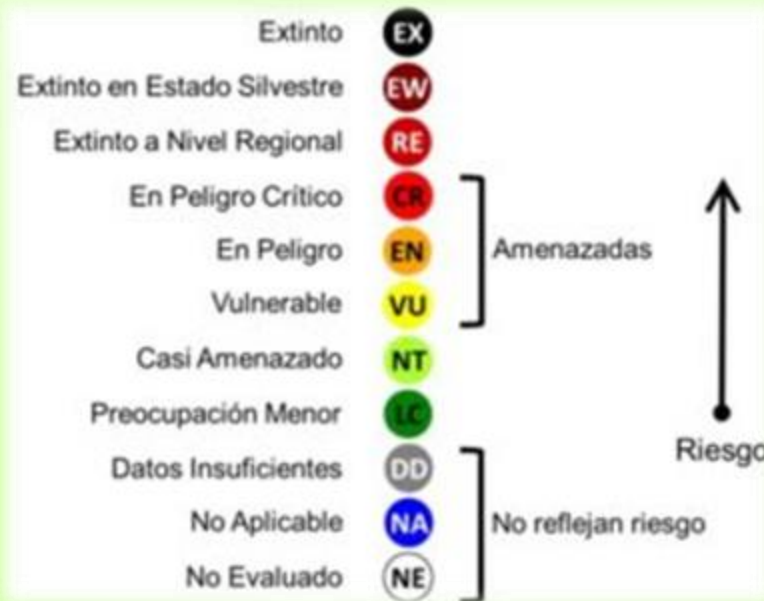 Extinto EX
Extinto en Estado Silvestre EW
Extinto a Nivel Regional RE
En Peligro Crítico CR
En Peligro EN
Amenazadas
Vulnerable VU
Casi Amenazado NT
Preocupación Menor LC
Riesgo
Datos Insuficientes DD
No Aplicable NA
No reflejan riesgo
No Evaluado NE